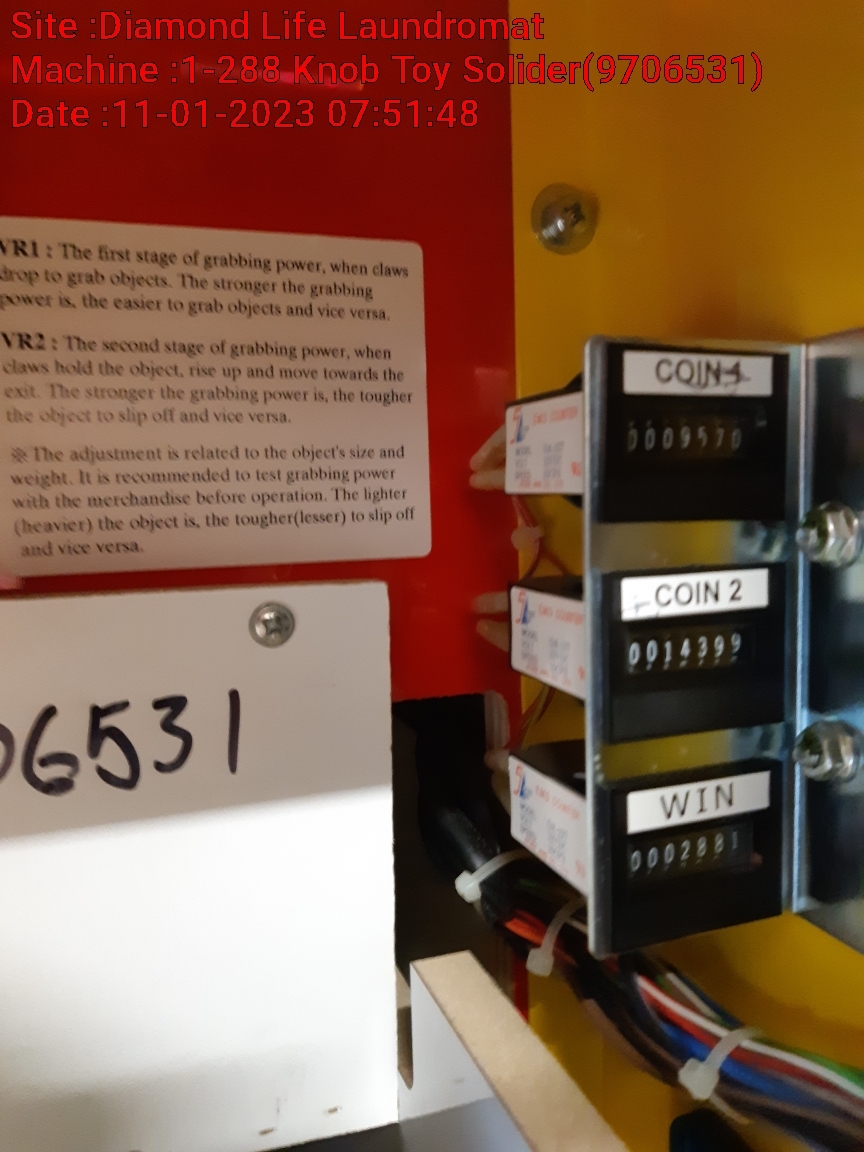 Site :Diamond Life Laundromat
Machine :1-288 Knob Toy Solider(9706531)
Date :11-01-2023 07:51:48
VR1 : The first stage of grabbing power, when claws
drop to grab objects. The stronger the grabbing
power is, the easier to grab objects and vice versa.
VR2 : The second stage of grabbing power, when
claws hold the object, rise up and move towards the
exit. The stronger the grabbing power is, the tougher
the object to slip off and vice versa.
※ The adjustment is related to the object's size and
weight. It is recommended to test grabbing power
with the merchandise before operation. The lighter
(heavier) the object is, the tougher(lesser) to slip off
and vice versa.
06531
COIN 1
0009570
COIN 2
0014399
WIN
0002881